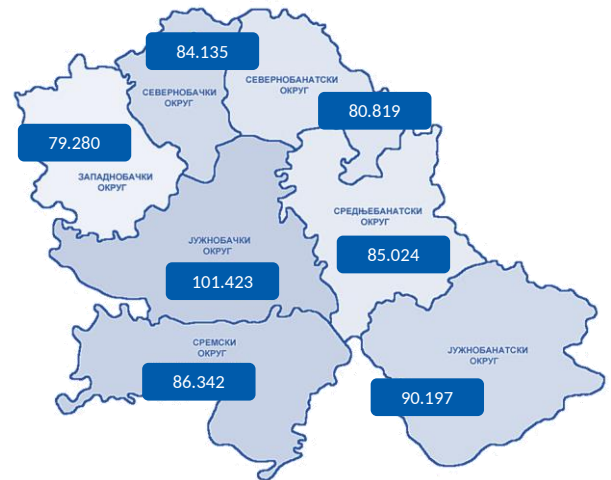 84.135
СЕВЕРНОБАЧКИ
ОКРУГ
СЕВЕРНОБАНАТСКИ
ОКРУГ
80.819
79.280
ЗАПАДНОБАЧКИ
ОКРУГ
СРЕДЊЕБАНАТСКИ
ОКРУГ
85.024
ЈУЖНОБАЧКИ
ОКРУГ
101.423
СРЕМСКИ
ОКРУГ
86.342
ЈУЖНОБАНАТСКИ
ОКРУГ
90.197